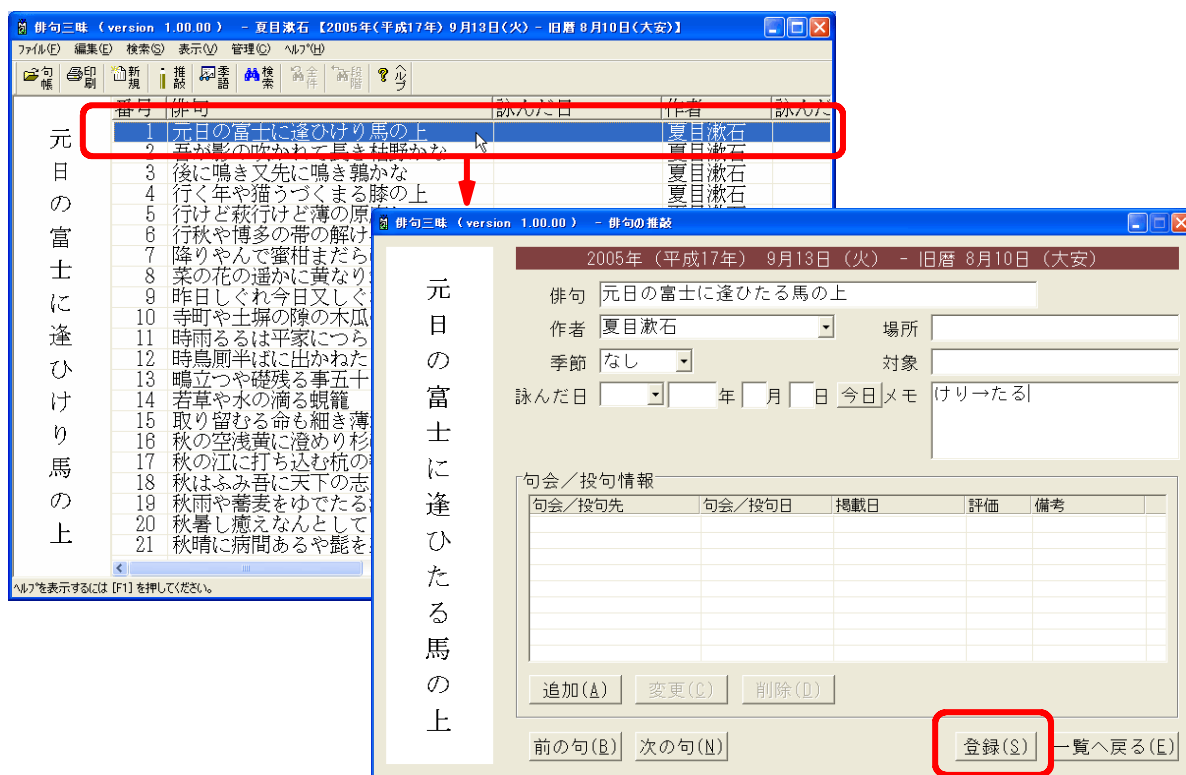 俳句三昧 ( version 1.00.00 ) - 夏目漱石 【2005年(平成17年) 9月13日(火) - 旧暦 8月10日(大安)】
ファイル(F) 編集(E) 検索(S) 表示(V) 管理(C) ヘルプ(H)
句帳 印刷 新規 推敲 季語 検索 全件 段階 ヘルプ
元日の富士に逢ひけり馬の上
番号 俳句 詠んだ日 作者 詠んだ
1 元日の富士に逢ひけり馬の上 夏目漱石
2 吾が影の吹かれて長き枯野かな 夏目漱石
3 後に鳴き又先に鳴き鶉かな 夏目漱石
4 行く年や猫うづくまる膝の上 夏目漱石
5 行けど萩行けど薄の原
6 行秋や博多の帯の解け
7 降りやんで蜜柑まだら
8 菜の花の遥かに黄なり
9 昨日しぐれ今日又しぐ
10 寺町や土塀の隙の木瓜
11 時雨るるは平家につら
12 時鳥厠半ばに出かねた
13 鴫立つや礎残る事五十
14 若草や水の滴る蜆籠
15 取り留むる命も細き薄
16 秋の空浅黄に澄めり杉
17 秋の江に打ち込む杭の
18 秋はふみ吾に天下の志
19 秋雨や蕎麦をゆでたる
20 秋暑し癒えなんとして
21 秋晴に病間あるや髭を
ヘルプを表示するには [F1] を押してください。
俳句三昧 ( version 1.00.00 ) - 俳句の推敲
元日の富士に逢ひたる馬の上
2005年 (平成17年) 9月13日 (火) - 旧暦 8月10日 (大安)
俳句 元日の富士に逢ひたる馬の上
作者 夏目漱石 場所
季節 なし 対象
詠んだ日 年 月 日 今日 メモ けり→たる
句会／投句情報
句会／投句先 句会／投句日 掲載日 評価 備考
追加(A) 変更(C) 削除(D)
前の句(B) 次の句(N) 登録(S) 一覧へ戻る(E)